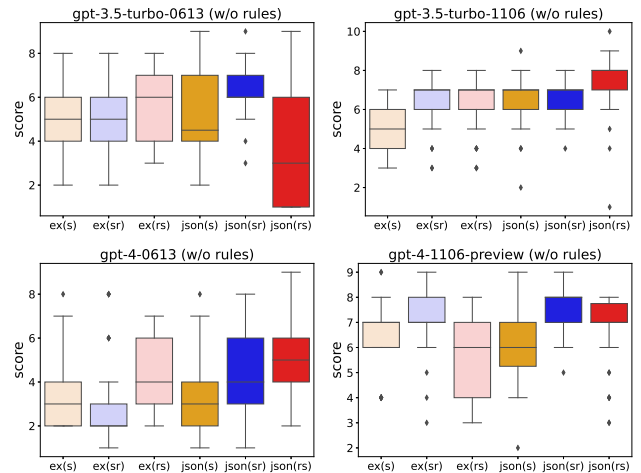 gpt-3.5-turbo-0613 (w/o rules)
score
8
6
4
2
ex(s) ex(sr) ex(rs) json(s) json(sr) json(rs)
gpt-3.5-turbo-1106 (w/o rules)
score
10
8
6
4
2
ex(s) ex(sr) ex(rs) json(s) json(sr) json(rs)
gpt-4-0613 (w/o rules)
score
8
6
4
2
ex(s) ex(sr) ex(rs) json(s) json(sr) json(rs)
gpt-4-1106-preview (w/o rules)
score
9
8
7
6
5
4
3
2
ex(s) ex(sr) ex(rs) json(s) json(sr) json(rs)